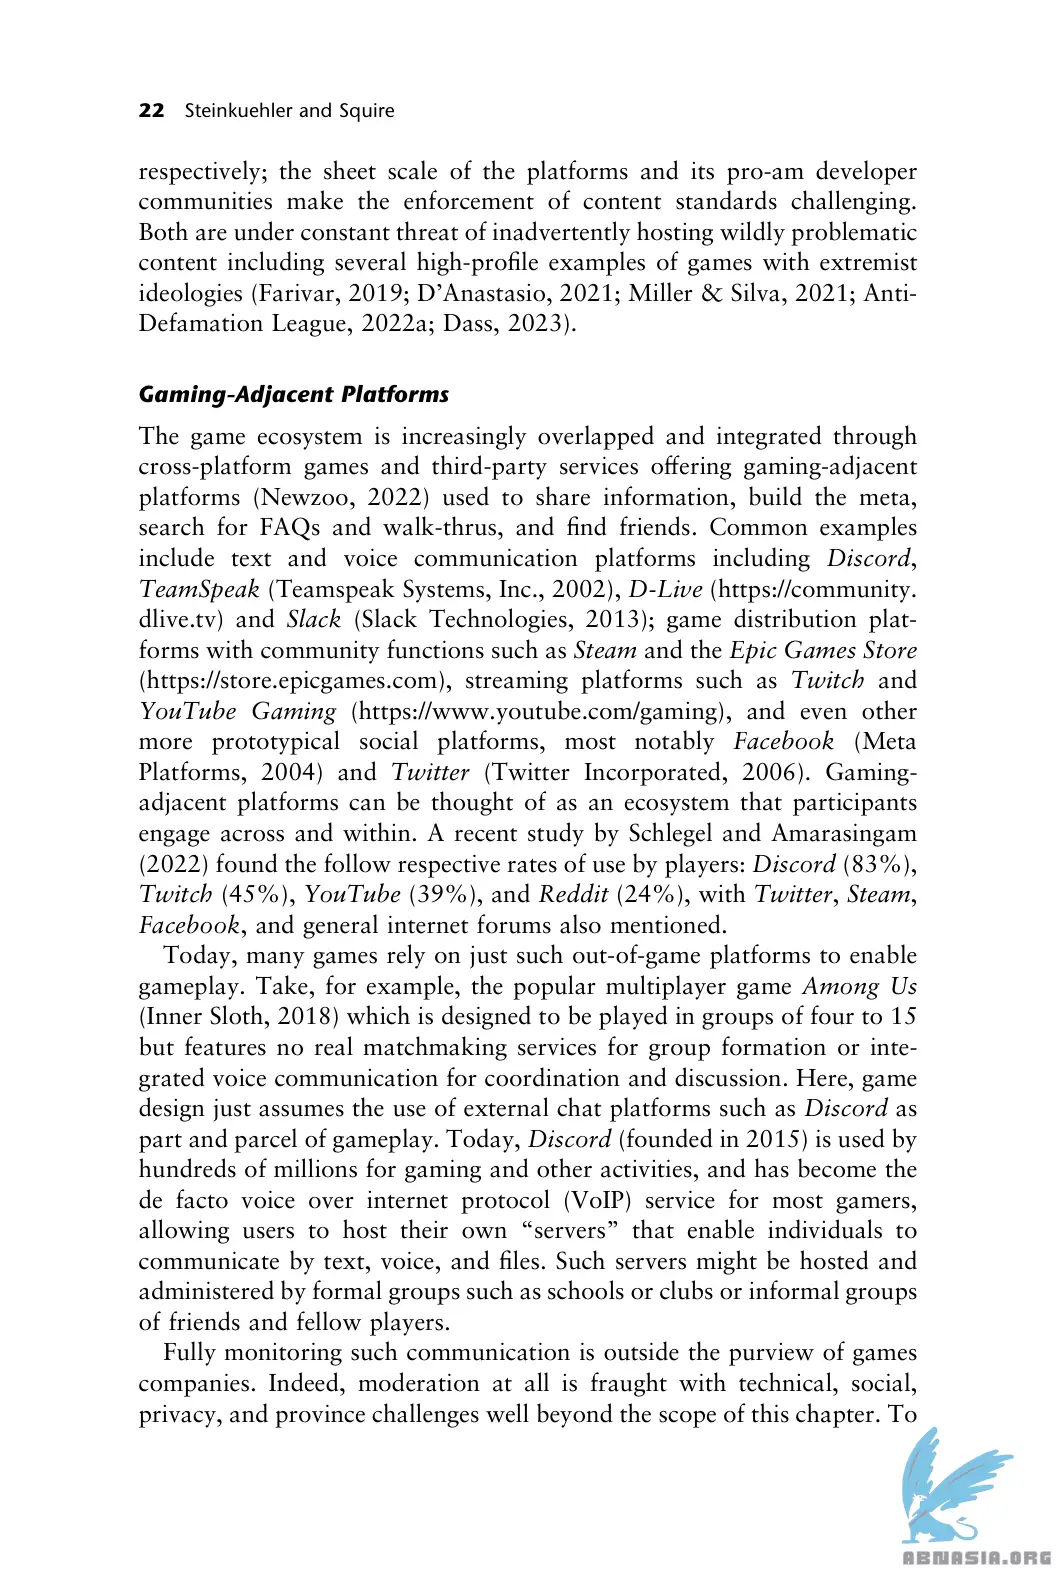 22 Steinkuehler and Squire
respectively; the sheet scale of the platforms and its pro-am developer
communities make the enforcement of content standards challenging.
Both are under constant threat of inadvertently hosting wildly problematic
content including several high-profile examples of games with extremist
ideologies (Farivar, 2019; D’Anastasio, 2021; Miller & Silva, 2021; Anti-
Defamation League, 2022a; Dass, 2023).
Gaming-Adjacent Platforms
The game ecosystem is increasingly overlapped and integrated through
cross-platform games and third-party services offering gaming-adjacent
platforms (Newzoo, 2022) used to share information, build the meta,
search for FAQs and walk-thrus, and find friends. Common examples
include text and voice communication platforms including Discord,
TeamSpeak (Teamspeak Systems, Inc., 2002), D-Live (https://community.
dlive.tv) and Slack (Slack Technologies, 2013); game distribution plat-
forms with community functions such as Steam and the Epic Games Store
(https://store.epicgames.com), streaming platforms such as Twitch and
YouTube Gaming (https://www.youtube.com/gaming), and even other
more prototypical social platforms, most notably Facebook (Meta
Platforms, 2004) and Twitter (Twitter Incorporated, 2006). Gaming-
adjacent platforms can be thought of as an ecosystem that participants
engage across and within. A recent study by Schlegel and Amarasingam
(2022) found the follow respective rates of use by players: Discord (83%),
Twitch (45%), YouTube (39%), and Reddit (24%), with Twitter, Steam,
Facebook, and general internet forums also mentioned.
Today, many games rely on just such out-of-game platforms to enable
gameplay. Take, for example, the popular multiplayer game Among Us
(Inner Sloth, 2018) which is designed to be played in groups of four to 15
but features no real matchmaking services for group formation or inte-
grated voice communication for coordination and discussion. Here, game
design just assumes the use of external chat platforms such as Discord as
part and parcel of gameplay. Today, Discord (founded in 2015) is used by
hundreds of millions for gaming and other activities, and has become the
de facto voice over internet protocol (VoIP) service for most gamers,
allowing users to host their own “servers” that enable individuals to
communicate by text, voice, and files. Such servers might be hosted and
administered by formal groups such as schools or clubs or informal groups
of friends and fellow players.
Fully monitoring such communication is outside the purview of games
companies. Indeed, moderation at all is fraught with technical, social,
privacy, and province challenges well beyond the scope of this chapter. To
ABNASIA.ORG